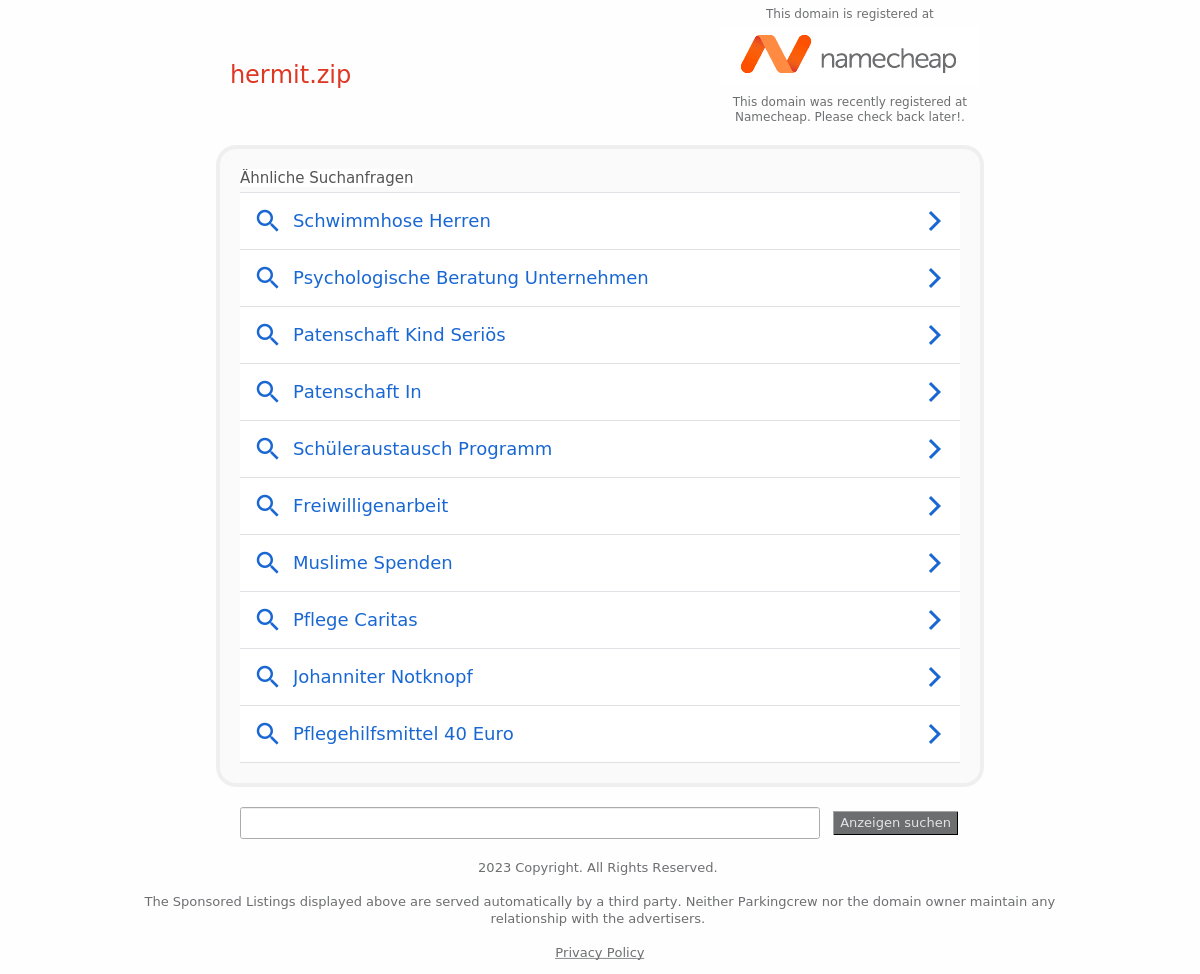 This domain is registered at
hermit.zip
namecheap
This domain was recently registered at
Namecheap. Please check back later!.
Ähnliche Suchanfragen
Schwimmhose Herren
Psychologische Beratung Unternehmen
Patenschaft Kind Seriös
Patenschaft In
Schüleraustausch Programm
Freiwilligenarbeit
Muslime Spenden
Pflege Caritas
Johanniter Notknopf
Pflegehilfsmittel 40 Euro
Anzeigen suchen
2023 Copyright. All Rights Reserved.
The Sponsored Listings displayed above are served automatically by a third party. Neither Parkingcrew nor the domain owner maintain any
relationship with the advertisers.
Privacy Policy